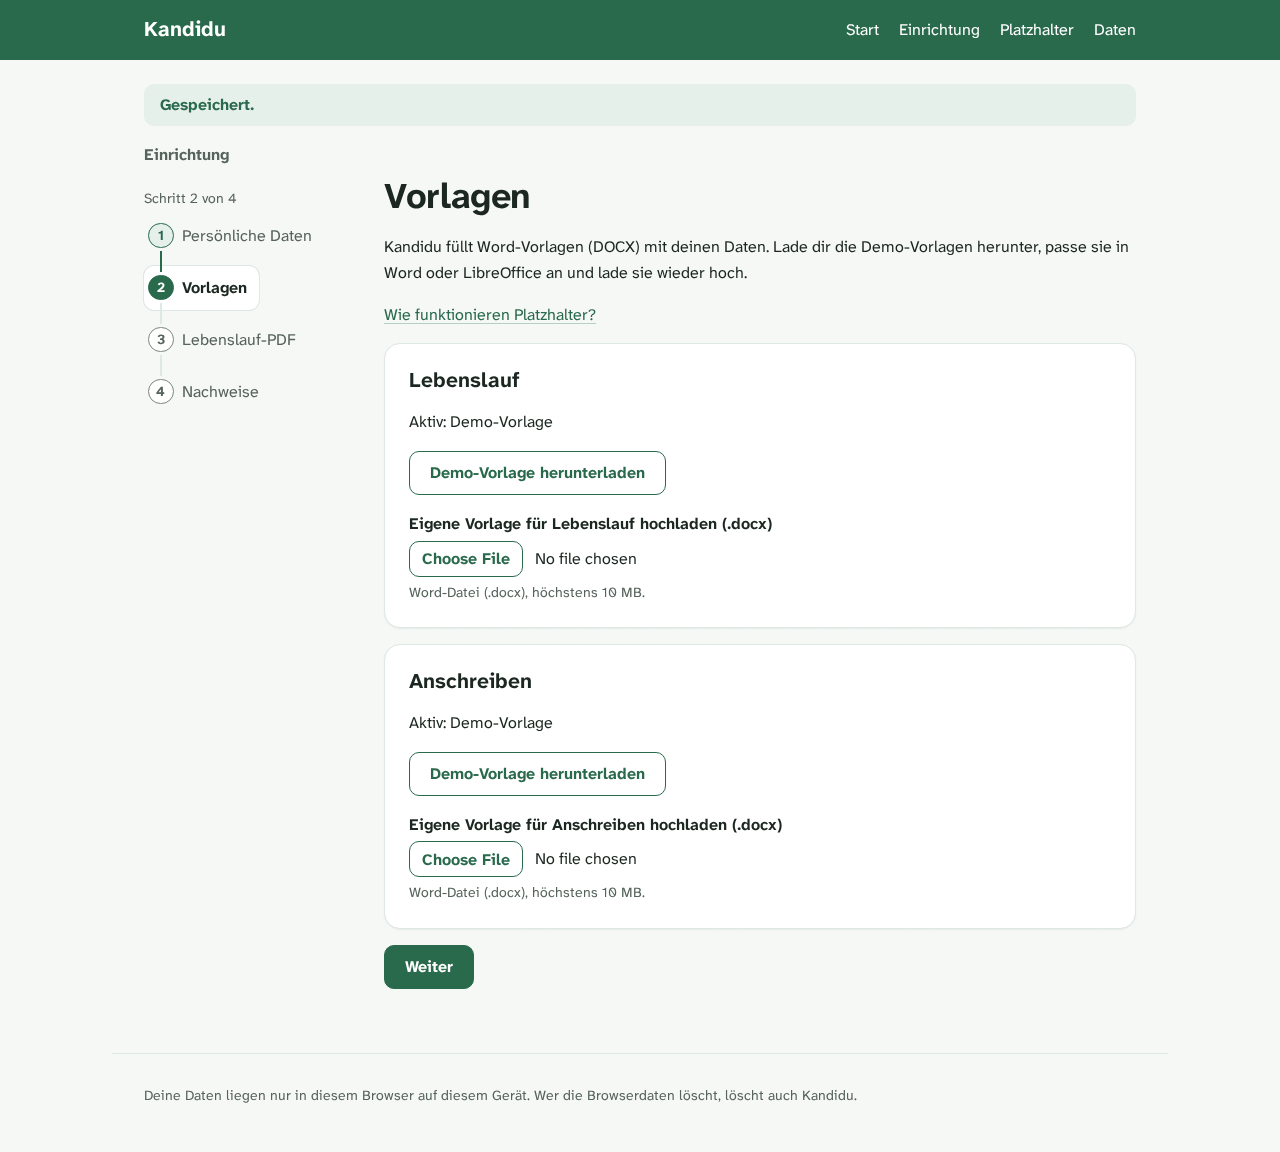 Kandidu
Start
Einrichtung
Platzhalter
Daten
Gespeichert.
Einrichtung
Schritt 2 von 4
1 Persönliche Daten
2 Vorlagen
3 Lebenslauf-PDF
4 Nachweise
Vorlagen
Kandidu füllt Word-Vorlagen (DOCX) mit deinen Daten. Lade dir die Demo-Vorlagen herunter, passe sie in
Word oder LibreOffice an und lade sie wieder hoch.
Wie funktionieren Platzhalter?
Lebenslauf
Aktiv: Demo-Vorlage
Demo-Vorlage herunterladen
Eigene Vorlage für Lebenslauf hochladen (.docx)
Choose File No file chosen
Word-Datei (.docx), höchstens 10 MB.
Anschreiben
Aktiv: Demo-Vorlage
Demo-Vorlage herunterladen
Eigene Vorlage für Anschreiben hochladen (.docx)
Choose File No file chosen
Word-Datei (.docx), höchstens 10 MB.
Weiter
Deine Daten liegen nur in diesem Browser auf diesem Gerät. Wer die Browserdaten löscht, löscht auch Kandidu.